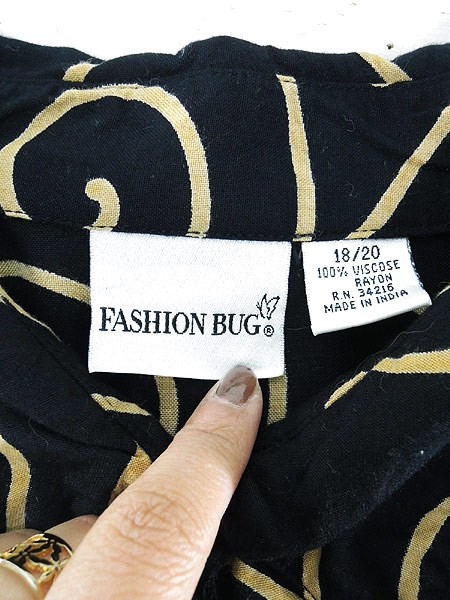 FASHION BUG®
18/20
100% VISCOSE
RAYON
R.N. 34216
MADE IN INDIA